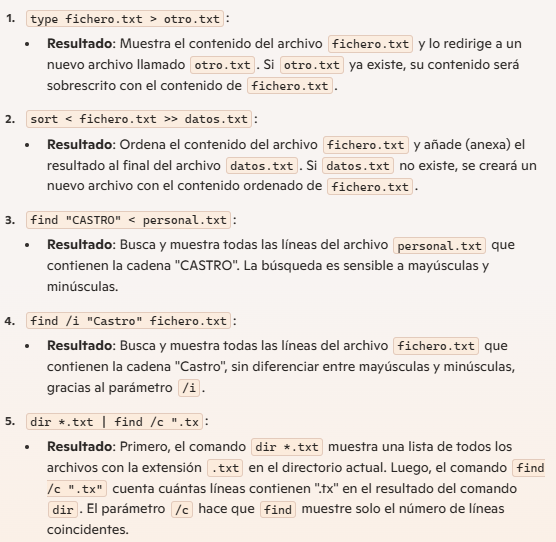 1. type fichero.txt > otro.txt :
• Resultado: Muestra el contenido del archivo fichero.txt y lo redirige a un
nuevo archivo llamado otro.txt . Si otro.txt ya existe, su contenido será
sobrescrito con el contenido de fichero.txt .
2. sort < fichero.txt >> datos.txt :
• Resultado: Ordena el contenido del archivo fichero.txt y añade (anexa) el
resultado al final del archivo datos.txt . Si datos.txt no existe, se creará un
nuevo archivo con el contenido ordenado de fichero.txt .
3. find "CASTRO" < personal.txt :
• Resultado: Busca y muestra todas las líneas del archivo personal.txt que
contienen la cadena "CASTRO". La búsqueda es sensible a mayúsculas y
minúsculas.
4. find /i "Castro" fichero.txt :
• Resultado: Busca y muestra todas las líneas del archivo fichero.txt que
contienen la cadena "Castro", sin diferenciar entre mayúsculas y minúsculas,
gracias al parámetro /i .
5. dir *.txt | find /c ".tx :
• Resultado: Primero, el comando dir *.txt muestra una lista de todos los
archivos con la extensión .txt en el directorio actual. Luego, el comando find
/c ".tx" cuenta cuántas líneas contienen ".tx" en el resultado del comando
dir . El parámetro /c hace que find muestre solo el número de líneas
coincidentes.